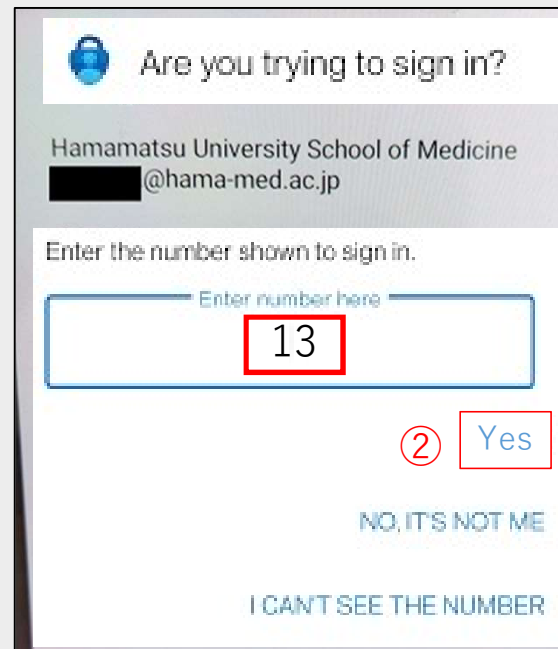 Are you trying to sign in?
Hamamatsu University School of Medicine
@hama-med.ac.jp
Enter the number shown to sign in.
Enter number here
13
② Yes
NO, IT'S NOT ME
I CAN'T SEE THE NUMBER